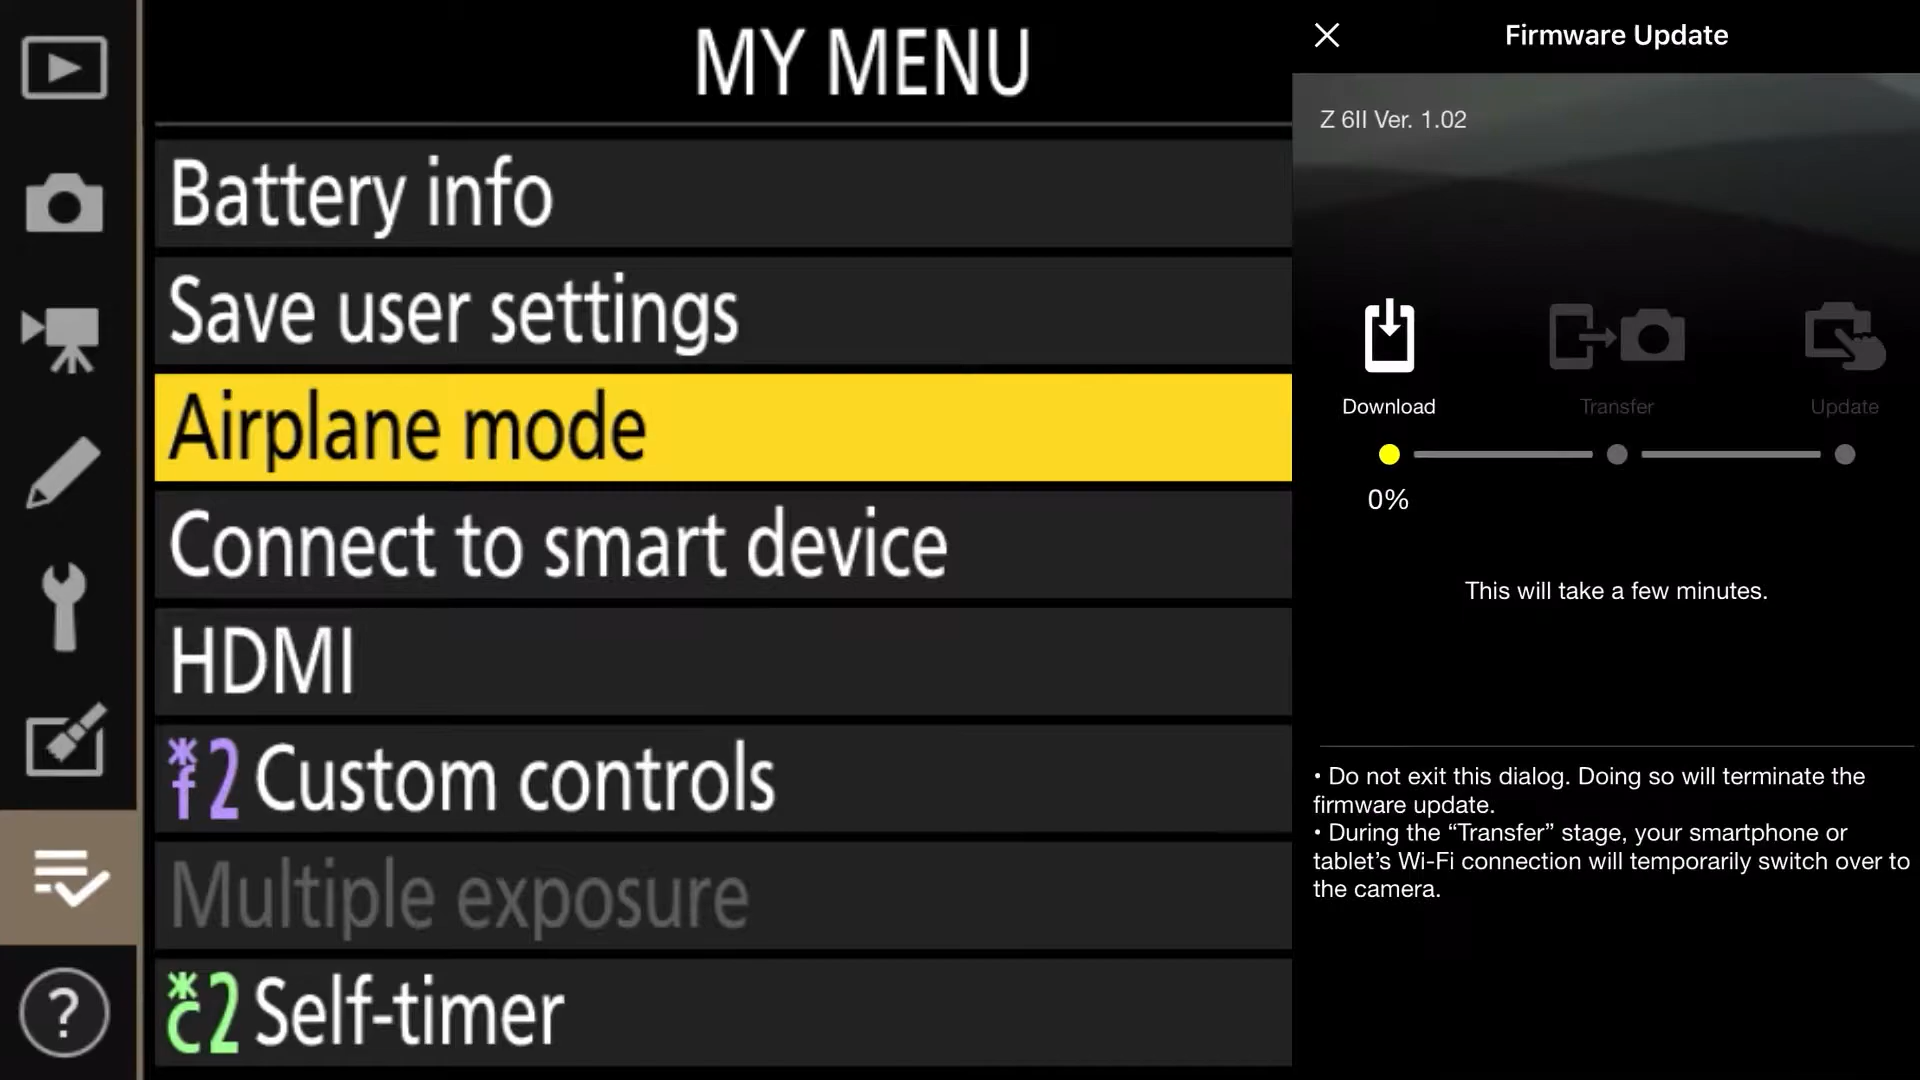 MY MENU
Battery info
Save user settings
Airplane mode
Connect to smart device
HDMI
*f2 Custom controls
Multiple exposure
*c2 Self-timer
?
Firmware Update
Z 6II Ver. 1.02
Download
Transfer
Update
0%
This will take a few minutes.
• Do not exit this dialog. Doing so will terminate the
firmware update.
• During the “Transfer” stage, your smartphone or
tablet’s Wi-Fi connection will temporarily switch over to
the camera.